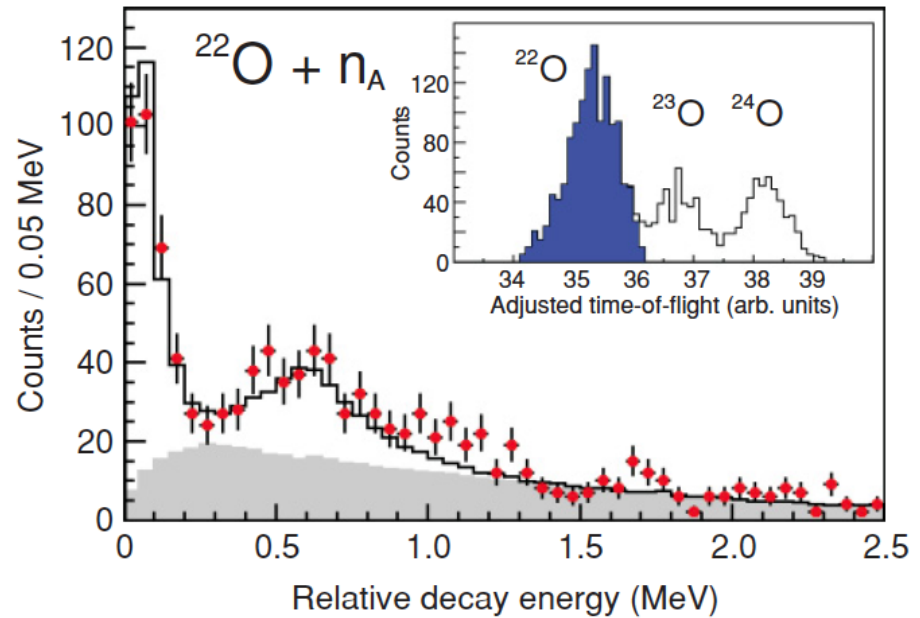 ²²O + n_A
Counts / 0.05 MeV
120
100
80
60
40
20
0
0
0.5
1.0
1.5
2.0
2.5
Relative decay energy (MeV)
²²O
²³O
²⁴O
Counts
120
80
40
0
34 35 36 37 38 39
Adjusted time-of-flight (arb. units)